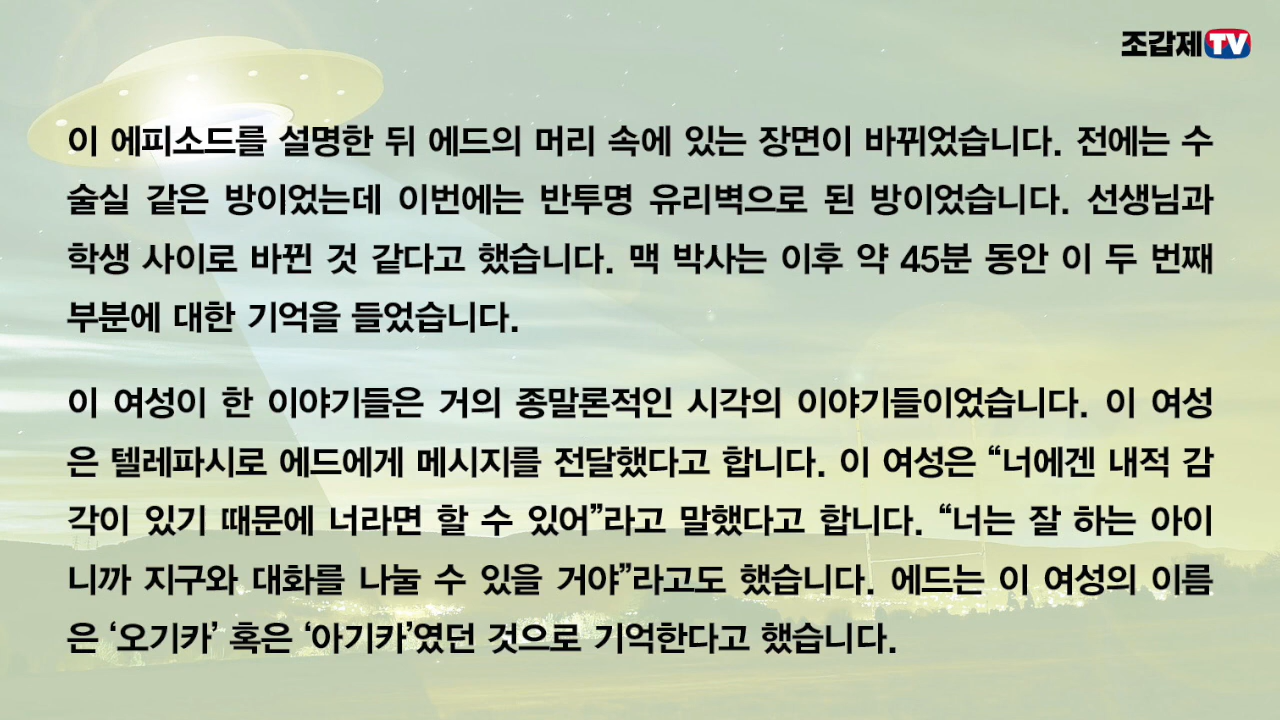 조갑제TV
이 에피소드를 설명한 뒤 에드의 머리 속에 있는 장면이 바뀌었습니다. 전에는 수
술실 같은 방이었는데 이번에는 반투명 유리벽으로 된 방이었습니다. 선생님과
학생 사이로 바뀐 것 같다고 했습니다. 맥 박사는 이후 약 45분 동안 이 두 번째
부분에 대한 기억을 들었습니다.
이 여성이 한 이야기들은 거의 종말론적인 시각의 이야기들이었습니다. 이 여성
은 텔레파시로 에드에게 메시지를 전달했다고 합니다. 이 여성은 “너에겐 내적 감
각이 있기 때문에 너라면 할 수 있어”라고 말했다고 합니다. “너는 잘 하는 아이
니까 지구와 대화를 나눌 수 있을 거야”라고도 했습니다. 에드는 이 여성의 이름
은 ‘오기카’ 혹은 ‘아기카’였던 것으로 기억한다고 했습니다.